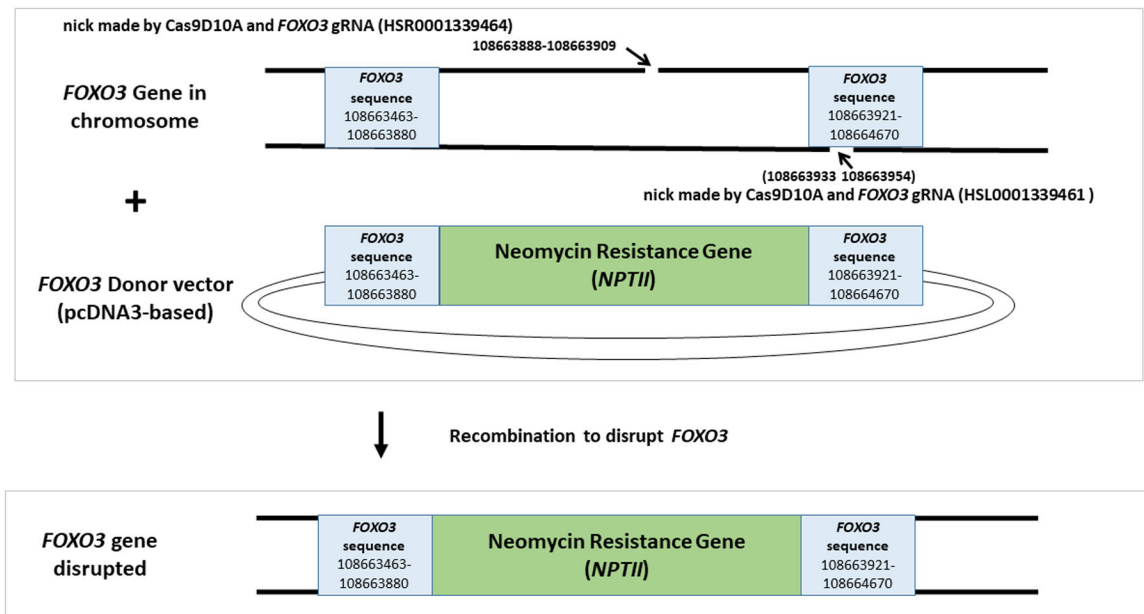 nick made by Cas9D10A and FOXO3 gRNA (HSR0001339464)
108663888-108663909
FOXO3 Gene in
chromosome
FOXO3
sequence
108663463-
108663880
FOXO3
sequence
108663921-
108664670
(108663933 108663954)
nick made by Cas9D10A and FOXO3 gRNA (HSL0001339461 )
+
FOXO3 Donor vector
(pcDNA3-based)
FOXO3
sequence
108663463-
108663880
Neomycin Resistance Gene
(NPTII)
FOXO3
sequence
108663921-
108664670
Recombination to disrupt FOXO3
FOXO3 gene
disrupted
FOXO3
sequence
108663463-
108663880
Neomycin Resistance Gene
(NPTII)
FOXO3
sequence
108663921-
108664670